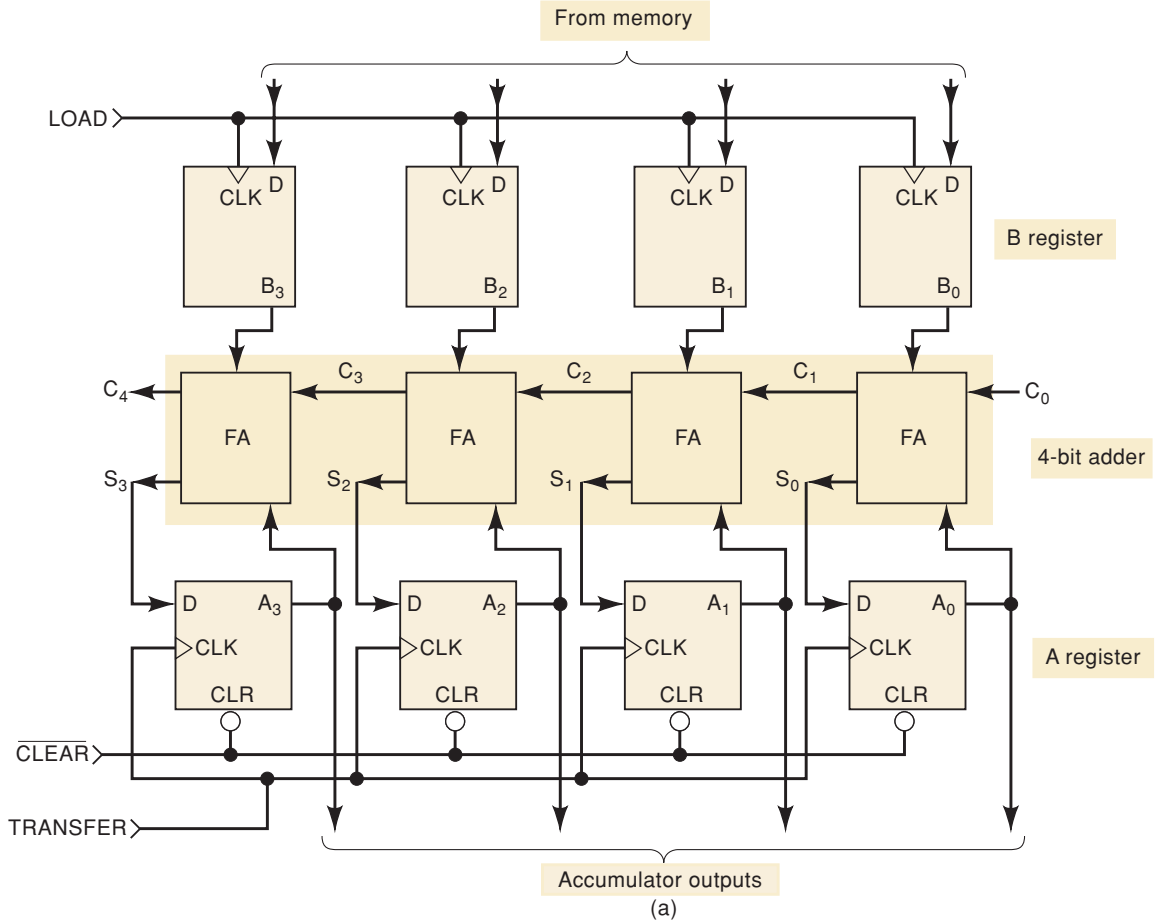 From memory
LOAD
D D D D
CLK CLK CLK CLK
B register
B₃ B₂ B₁ B₀
C₄ C₃ C₂ C₁ C₀
FA FA FA FA
4-bit adder
S₃ S₂ S₁ S₀
D A₃ D A₂ D A₁ D A₀
CLK CLK CLK CLK
A register
CLR CLR CLR CLR
C̅L̅E̅A̅R̅
TRANSFER
Accumulator outputs
(a)